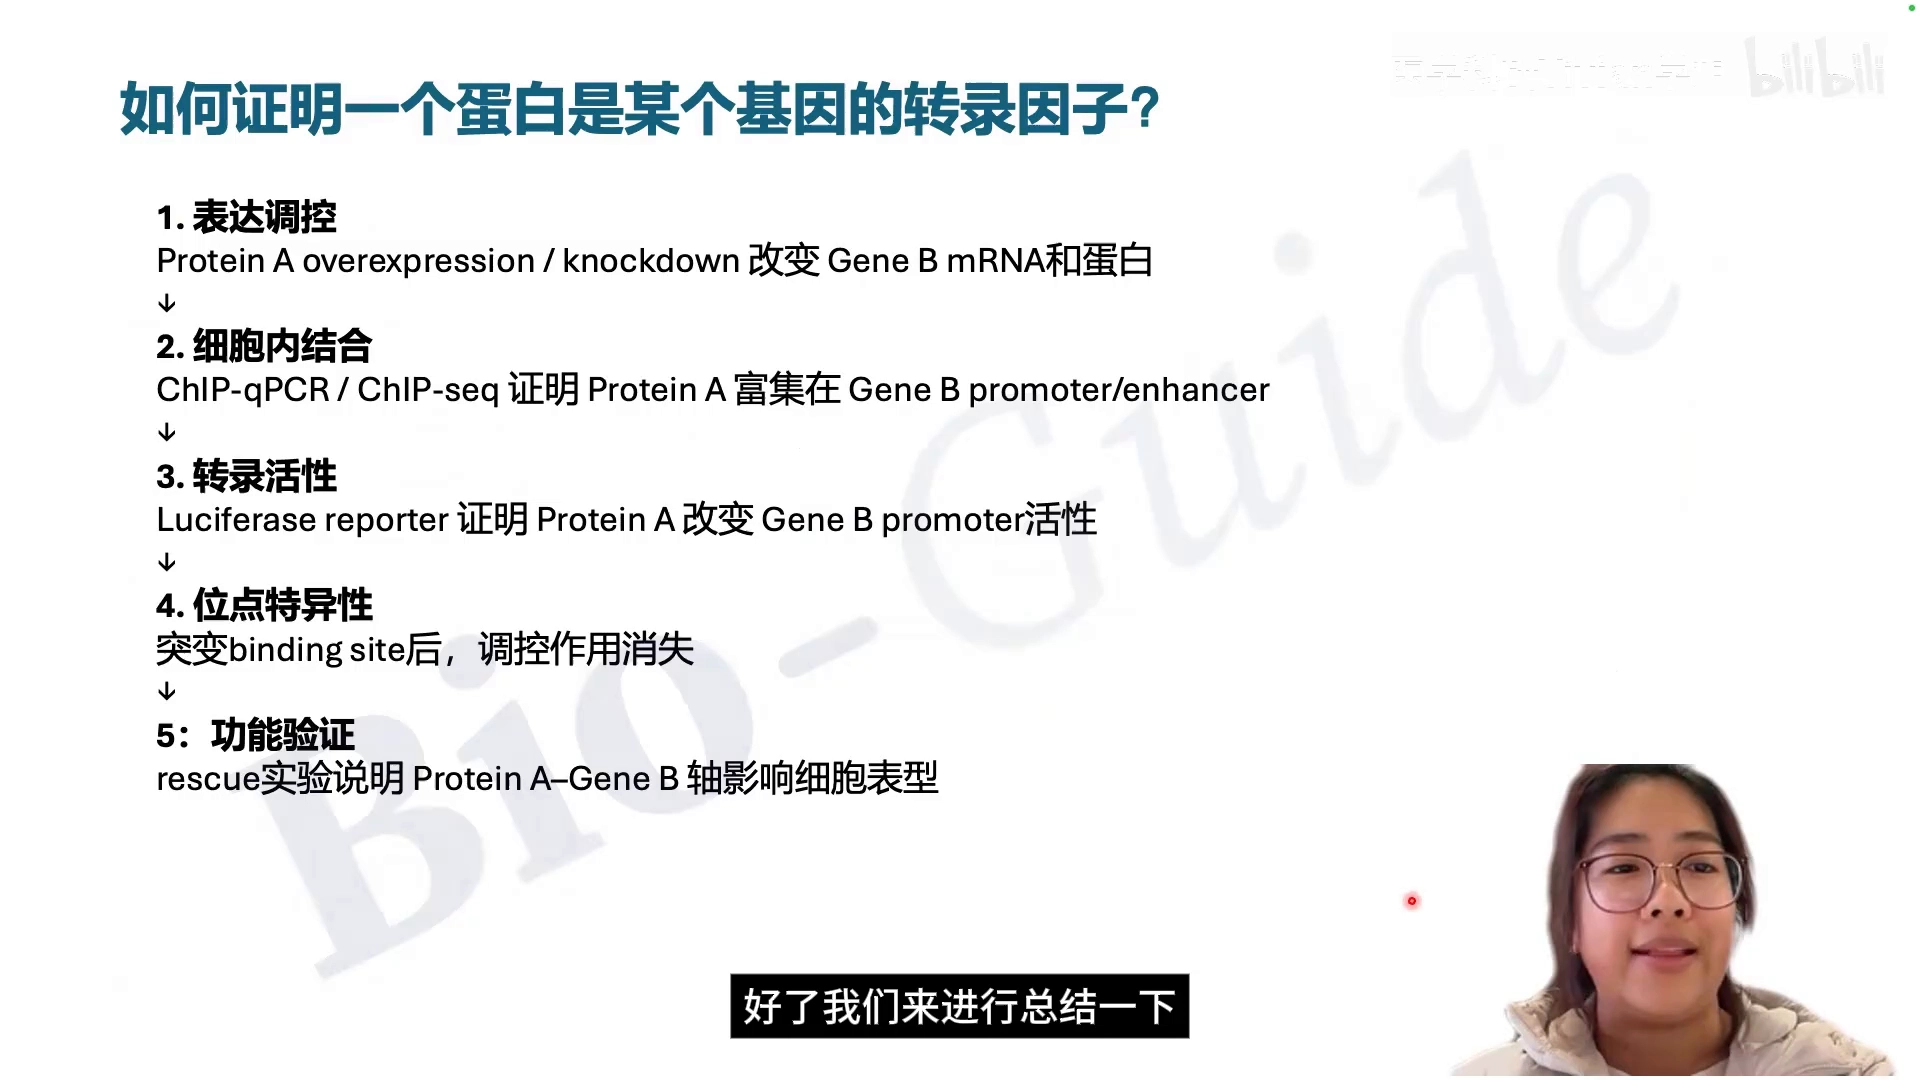 bilibili
如何证明一个蛋白是某个基因的转录因子?
1. 表达调控
Protein A overexpression / knockdown 改变 Gene B mRNA和蛋白
↓
2. 细胞内结合
ChIP-qPCR / ChIP-seq 证明 Protein A 富集在 Gene B promoter/enhancer
↓
3. 转录活性
Luciferase reporter 证明 Protein A 改变 Gene B promoter活性
↓
4. 位点特异性
突变binding site后，调控作用消失
↓
5：功能验证
rescue实验说明 Protein A–Gene B 轴影响细胞表型
Bio-Guide
好了我们来进行总结一下